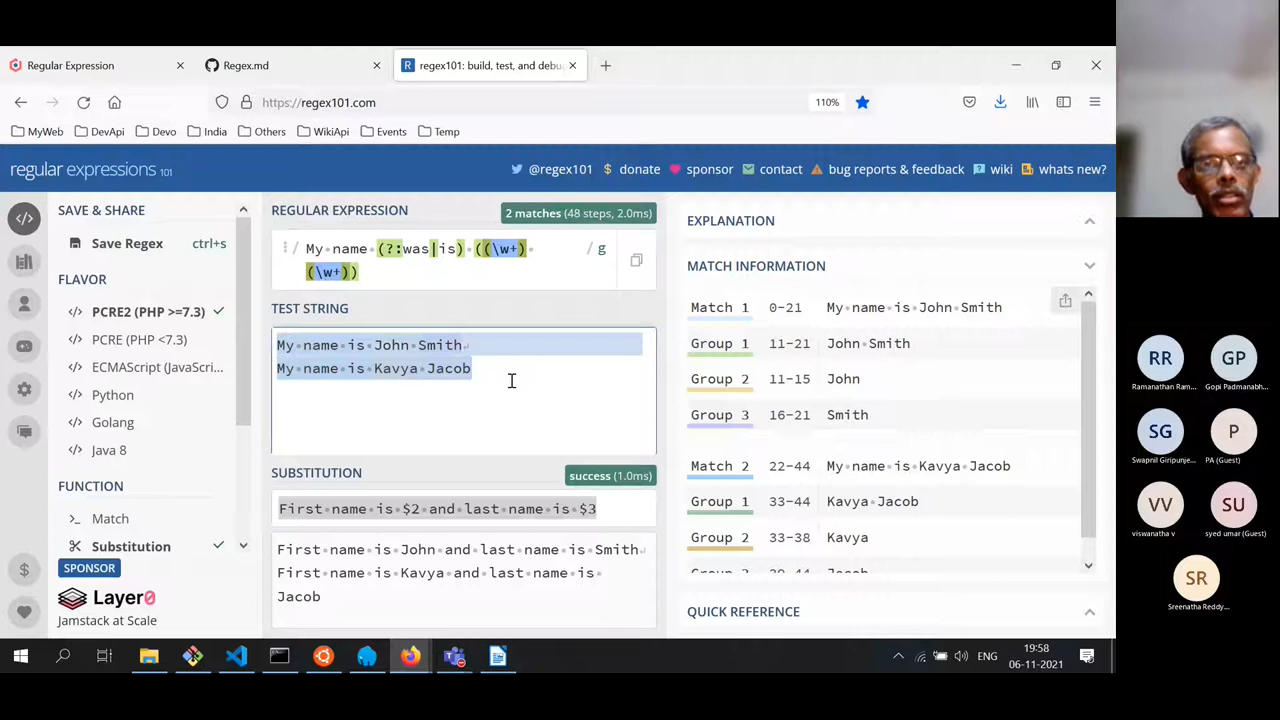 Regular Expression
Regex.md
regex101: build, test, and debu
https://regex101.com
110%
MyWeb
DevApi
Devo
India
Others
WikiApi
Events
Temp
regular expressions 101
@regex101
$ donate
sponsor
contact
bug reports & feedback
wiki
whats new?
SAVE & SHARE
Save Regex ctrl+s
FLAVOR
</> PCRE2 (PHP >=7.3)
</> PCRE (PHP <7.3)
</> ECMAScript (JavaScri...
</> Python
</> Golang
</> Java 8
FUNCTION
Match
Substitution
SPONSOR
Layer0
Jamstack at Scale
REGULAR EXPRESSION
2 matches (48 steps, 2.0ms)
/ My·name·(?:was|is)·((\w+)·
(\w+))
/ g
TEST STRING
My·name·is·John·Smith↵
My·name·is·Kavya·Jacob
SUBSTITUTION
success (1.0ms)
First·name·is·$2·and·last·name·is·$3
First·name·is·John·and·last·name·is·Smith↵
First·name·is·Kavya·and·last·name·is·
Jacob
EXPLANATION
MATCH INFORMATION
Match 1 0-21 My·name·is·John·Smith
Group 1 11-21 John·Smith
Group 2 11-15 John
Group 3 16-21 Smith
Match 2 22-44 My·name·is·Kavya·Jacob
Group 1 33-44 Kavya·Jacob
Group 2 33-38 Kavya
QUICK REFERENCE
RR
Ramanathan Ram...
GP
Gopi Padmanabh...
SG
Swapnil Giripunje...
P
PA (Guest)
VV
viswanatha v
SU
syed umar (Guest)
SR
Sreenatha Reddy...
ENG
19:58
06-11-2021